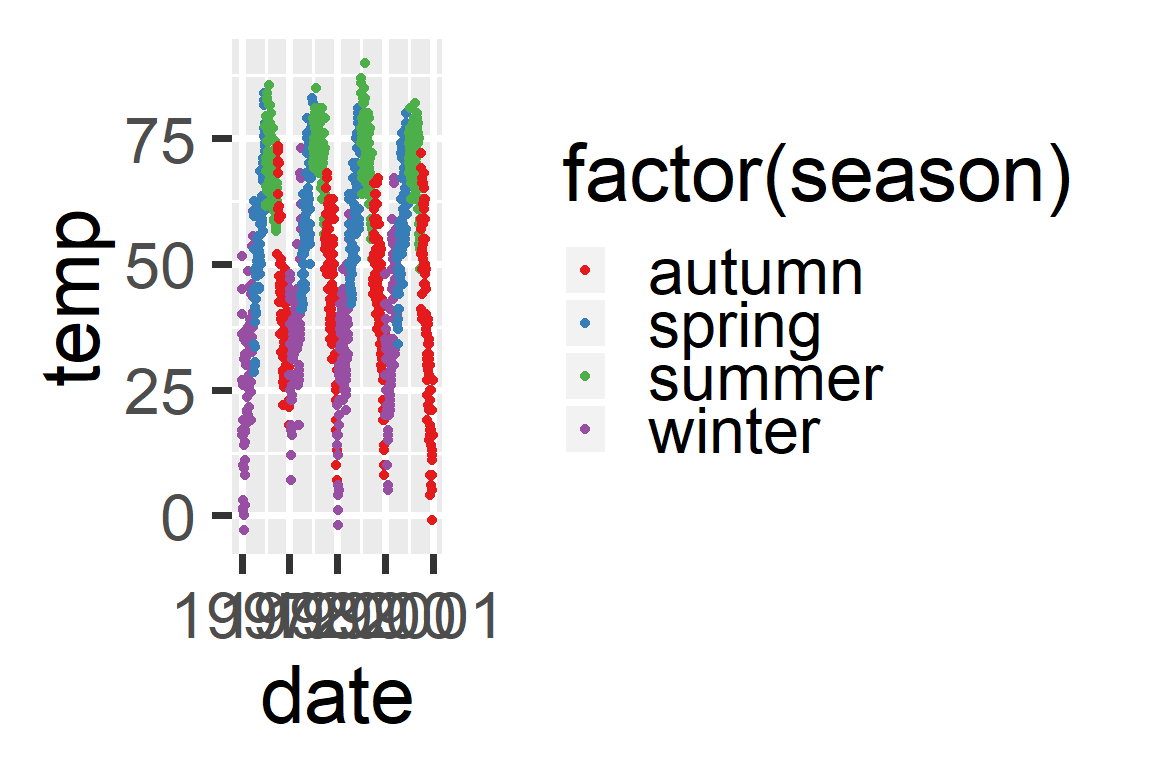 temp
75
50
25
0
date
factor(season)
autumn
spring
summer
winter